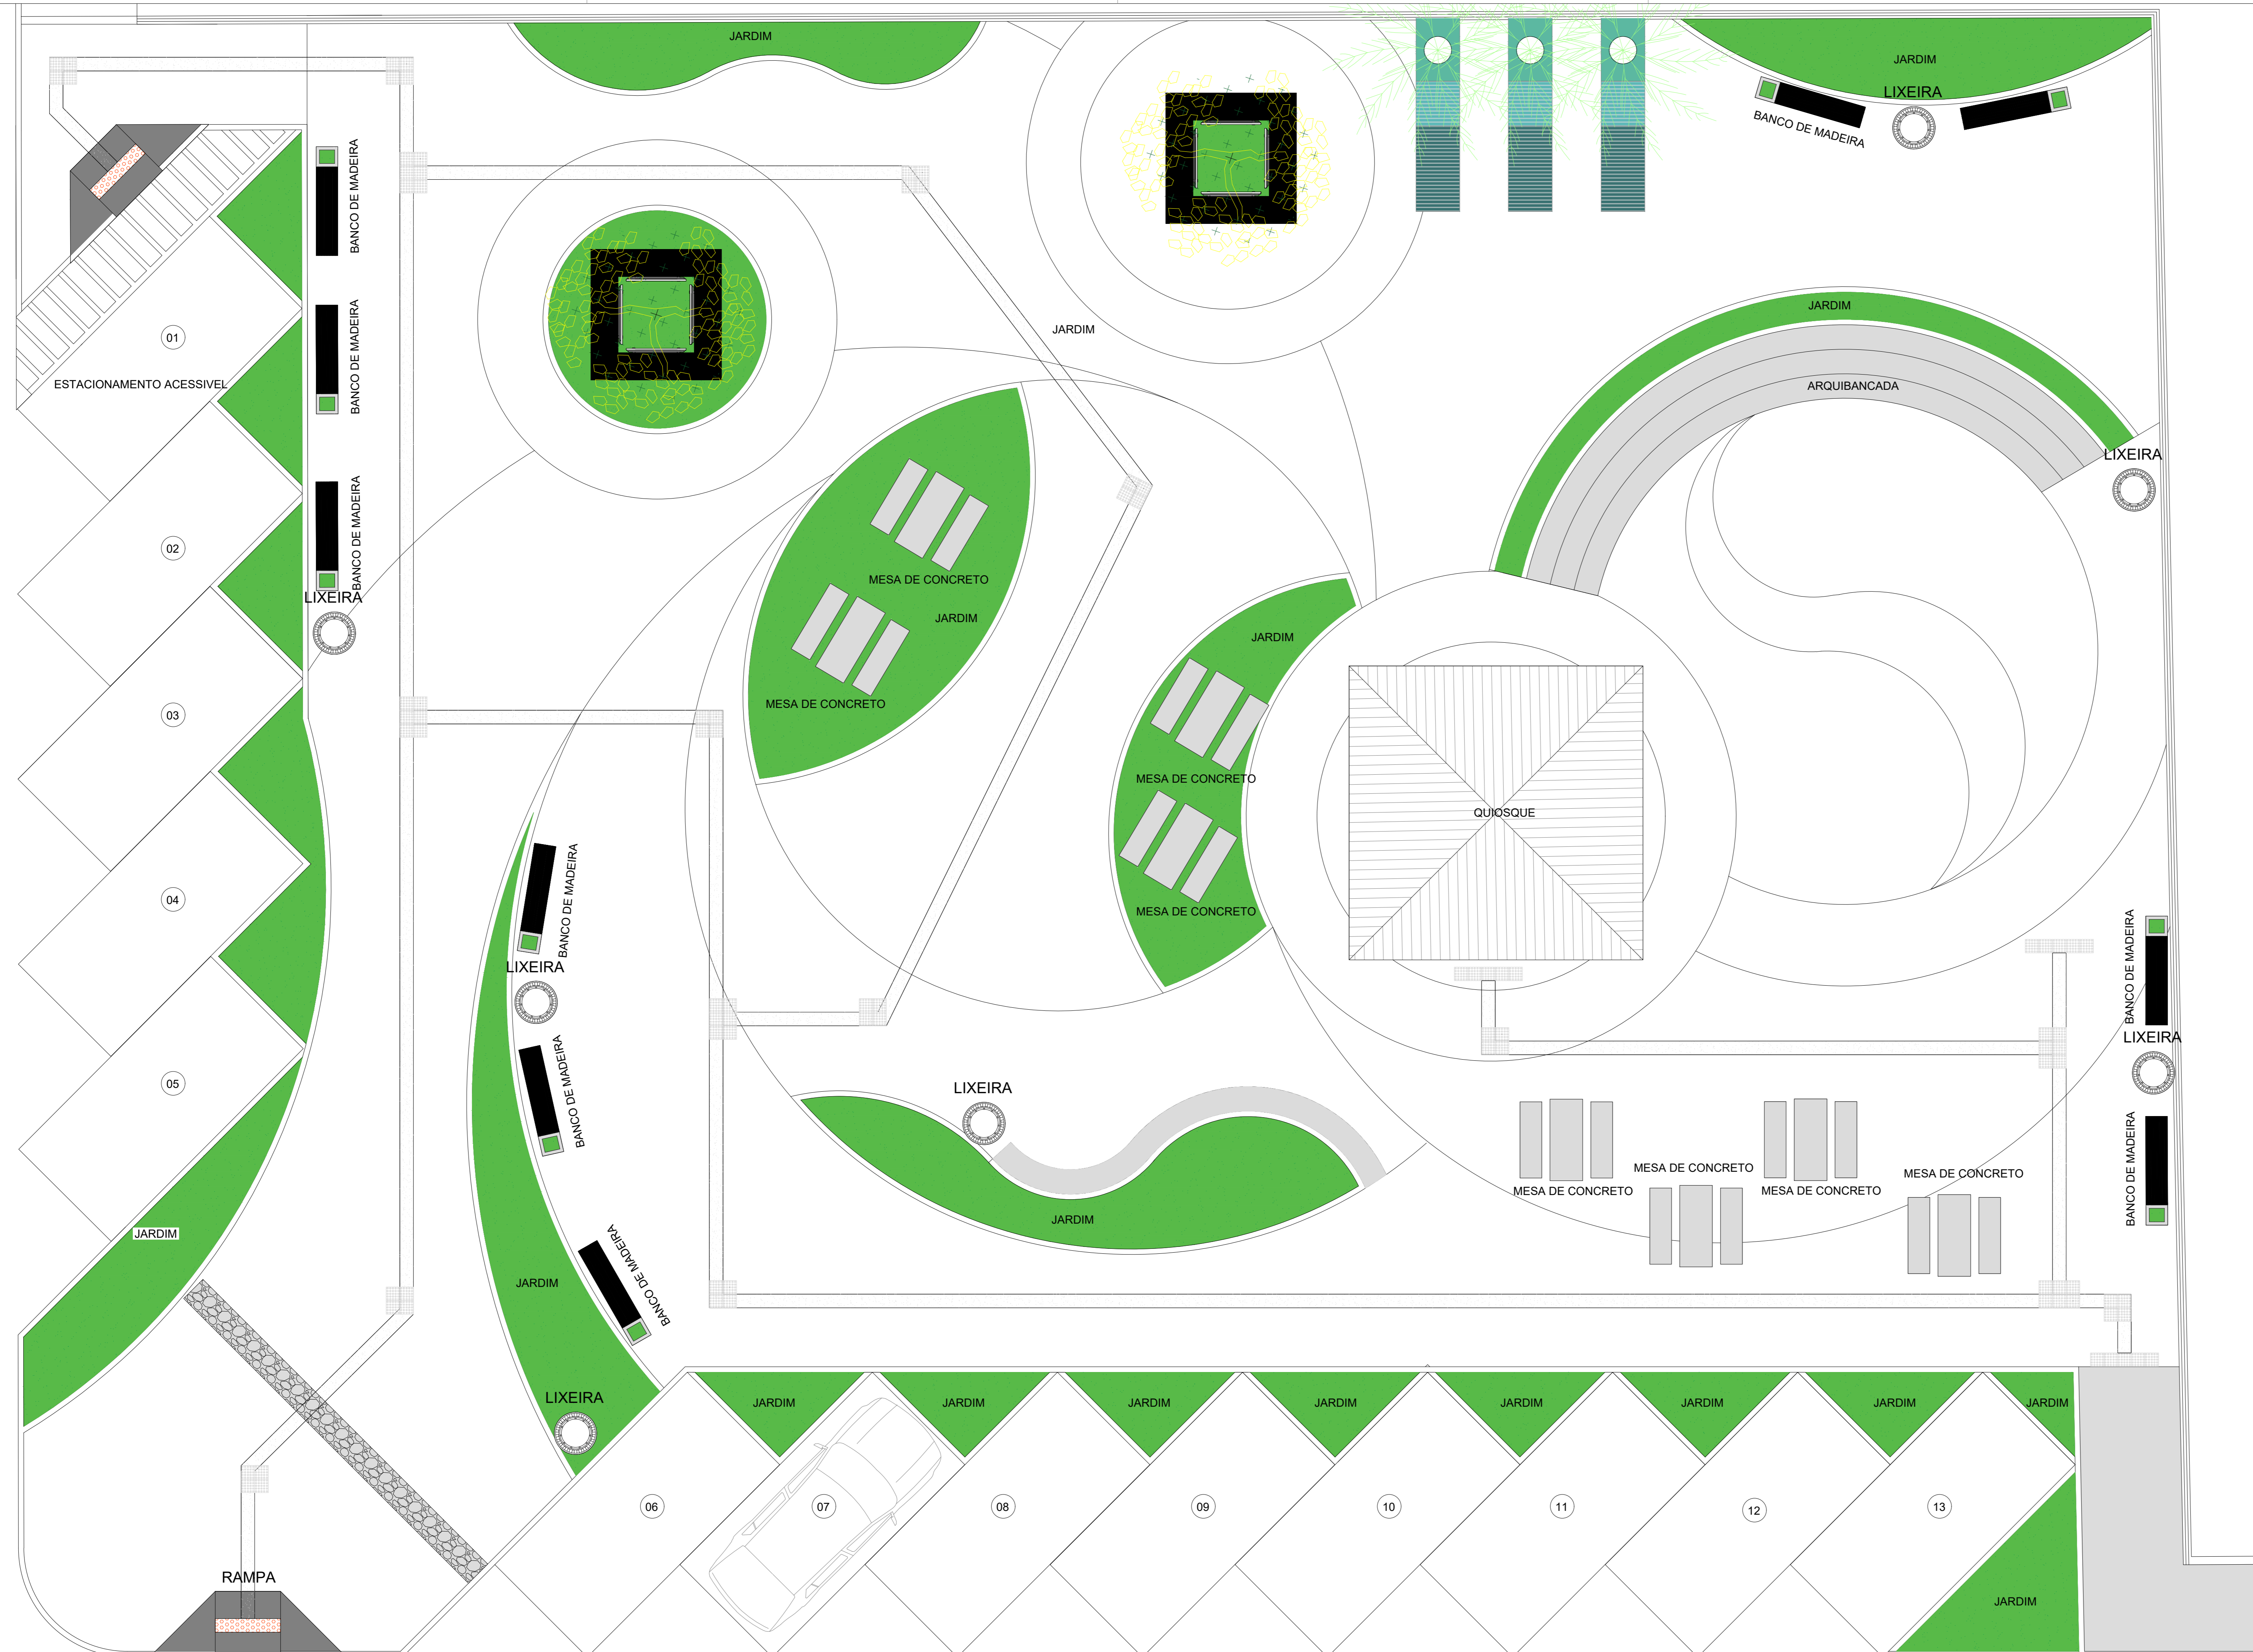 JARDIM
JARDIM
LIXEIRA
BANCO DE MADEIRA
BANCO DE MADEIRA
BANCO DE MADEIRA
BANCO DE MADEIRA
LIXEIRA
JARDIM
JARDIM
ARQUIBANCADA
LIXEIRA
01
ESTACIONAMENTO ACESSIVEL
02
03
04
05
MESA DE CONCRETO
JARDIM
MESA DE CONCRETO
JARDIM
MESA DE CONCRETO
MESA DE CONCRETO
QUIOSQUE
BANCO DE MADEIRA
LIXEIRA
BANCO DE MADEIRA
BANCO DE MADEIRA
LIXEIRA
BANCO DE MADEIRA
LIXEIRA
JARDIM
MESA DE CONCRETO
MESA DE CONCRETO
MESA DE CONCRETO
MESA DE CONCRETO
JARDIM
JARDIM
BANCO DE MADEIRA
LIXEIRA
JARDIM
JARDIM
JARDIM
JARDIM
JARDIM
JARDIM
JARDIM
JARDIM
06
07
08
09
10
11
12
13
RAMPA
JARDIM